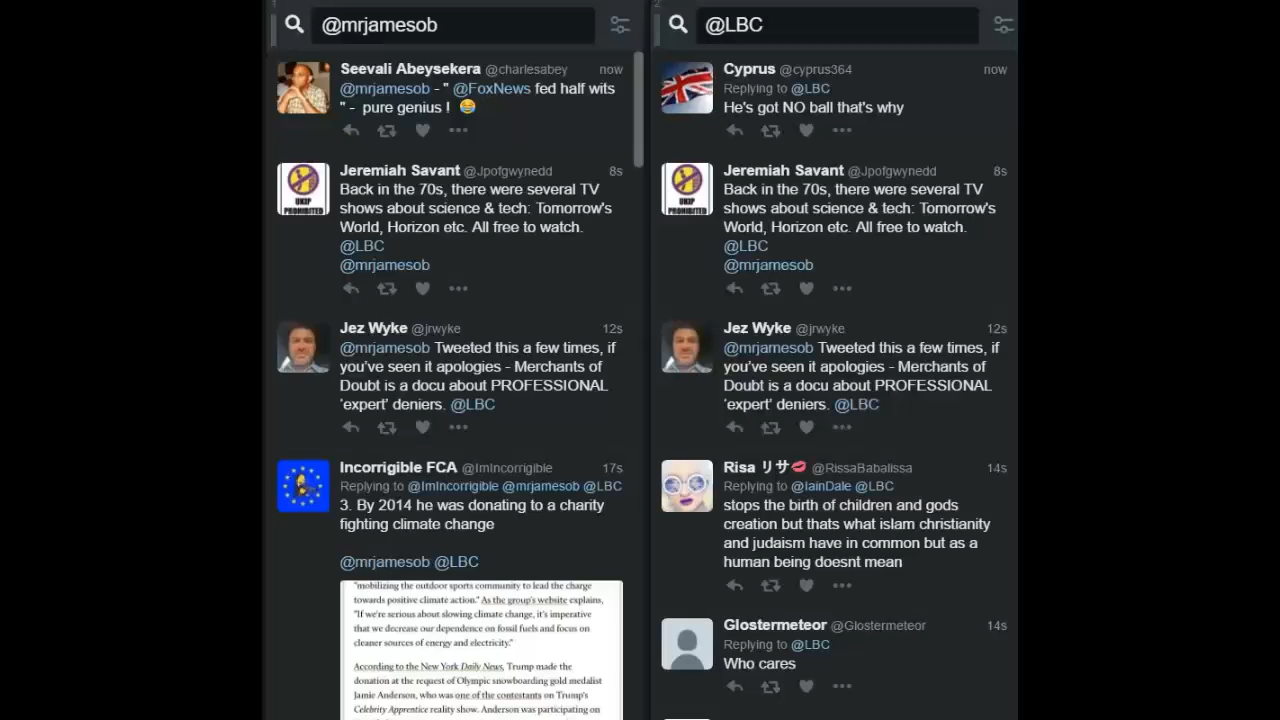 1
@mrjamesob
Seevali Abeysekera @charlesabey now
@mrjamesob - " @FoxNews fed half wits
" - pure genius ! 😂
Jeremiah Savant @Jpofgwynedd 8s
Back in the 70s, there were several TV
shows about science & tech: Tomorrow's
World, Horizon etc. All free to watch.
@LBC
@mrjamesob
UKIP
PROHIBITED
Jez Wyke @jrwyke 12s
@mrjamesob Tweeted this a few times, if
you've seen it apologies - Merchants of
Doubt is a docu about PROFESSIONAL
'expert' deniers. @LBC
Incorrigible FCA @ImIncorrigible 17s
Replying to @ImIncorrigible @mrjamesob @LBC
3. By 2014 he was donating to a charity
fighting climate change
@mrjamesob @LBC
"mobilizing the outdoor sports community to lead the charge
towards positive climate action." As the group's website explains,
"If we're serious about slowing climate change, it's imperative
that we decrease our dependence on fossil fuels and focus on
cleaner sources of energy and electricity."
According to the New York Daily News, Trump made the
donation at the request of Olympic snowboarding gold medalist
Jamie Anderson, who was one of the contestants on Trump's
Celebrity Apprentice reality show. Anderson was participating on
2
@LBC
Cyprus @cyprus364 now
Replying to @LBC
He's got NO ball that's why
Jeremiah Savant @Jpofgwynedd 8s
Back in the 70s, there were several TV
shows about science & tech: Tomorrow's
World, Horizon etc. All free to watch.
@LBC
@mrjamesob
UKIP
PROHIBITED
Jez Wyke @jrwyke 12s
@mrjamesob Tweeted this a few times, if
you've seen it apologies - Merchants of
Doubt is a docu about PROFESSIONAL
'expert' deniers. @LBC
Risa リサ💋 @RissaBabalissa 14s
Replying to @IainDale @LBC
stops the birth of children and gods
creation but thats what islam christianity
and judaism have in common but as a
human being doesnt mean
Glostermeteor @Glostermeteor 14s
Replying to @LBC
Who cares